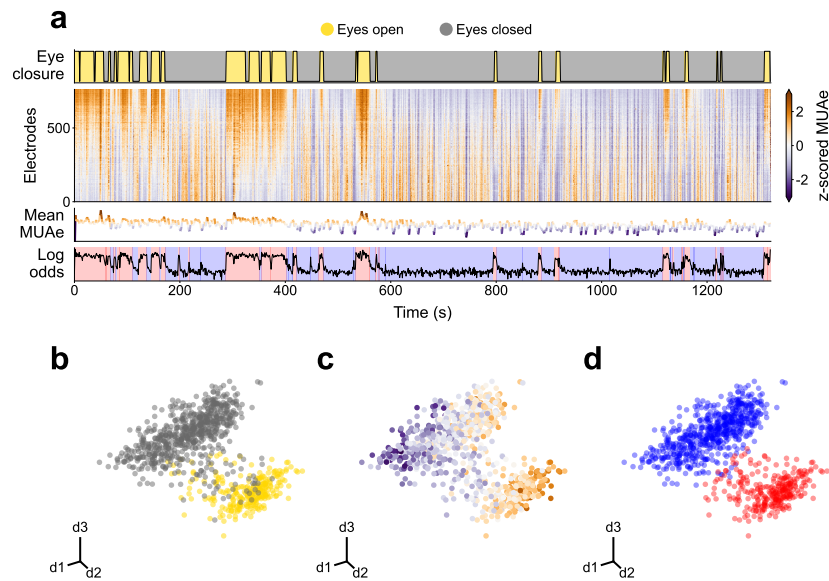 a
Eyes open Eyes closed
Eye
closure
Electrodes
500
0
2
0
-2
z-scored MUAe
Mean
MUAe
Log
odds
0 200 400 600 800 1000 1200
Time (s)
b c d
d3 d3 d3
d1 d2 d1 d2 d1 d2